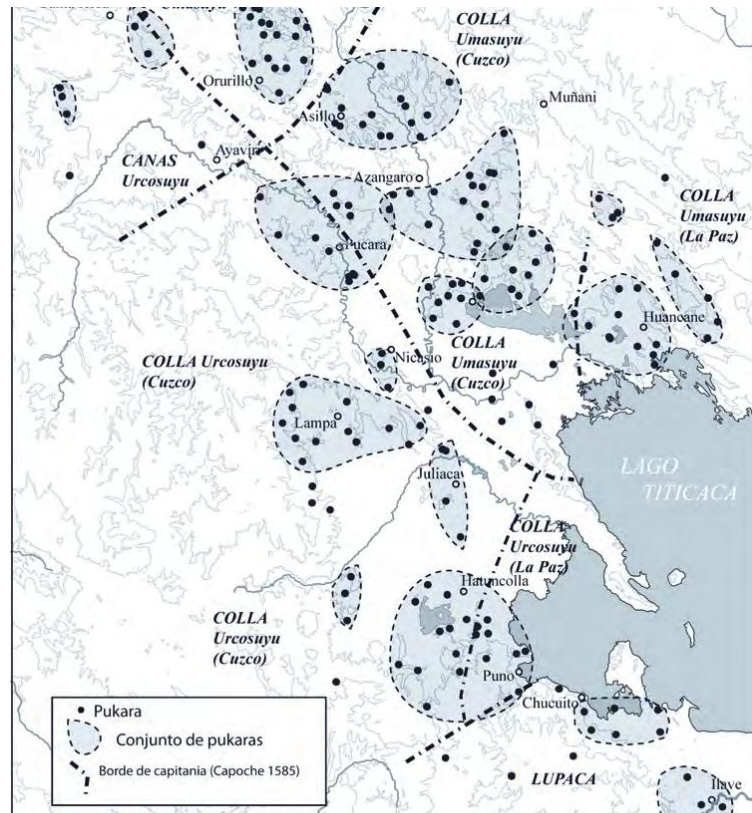 COLLA
Umasuyu
(Cuzco)
Orurillo
Muñani
Asillo
Ayaviri
CANAS
Urcosuyu
Azangaro
COLLA
Umasuyu
(La Paz)
Pucara
Huancane
COLLA
Umasuyu
(Cuzco)
Nicasio
COLLA Urcosuyu
(Cuzco)
Lampa
LAGO
TITICACA
Juliaca
COLLA
Urcosuyu
(La Paz)
Hatuncolla
COLLA
Urcosuyu
(Cuzco)
Puno
Chucuito
Pukara
Conjunto de pukaras
Borde de capitania (Capoche 1585)
LUPACA
Ilave